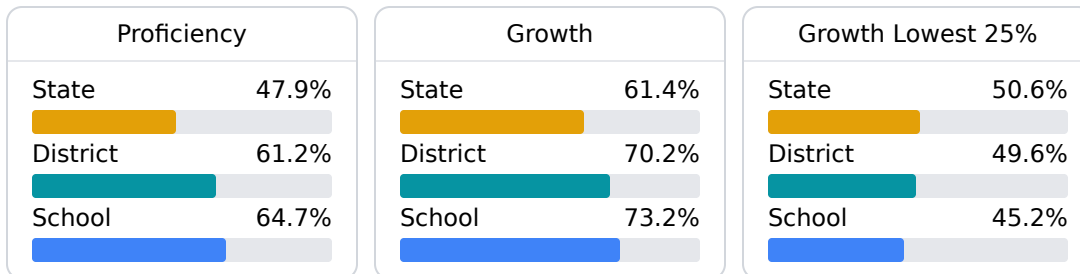 Proficiency
State 47.9%
District 61.2%
School 64.7%
Growth
State 61.4%
District 70.2%
School 73.2%
Growth Lowest 25%
State 50.6%
District 49.6%
School 45.2%